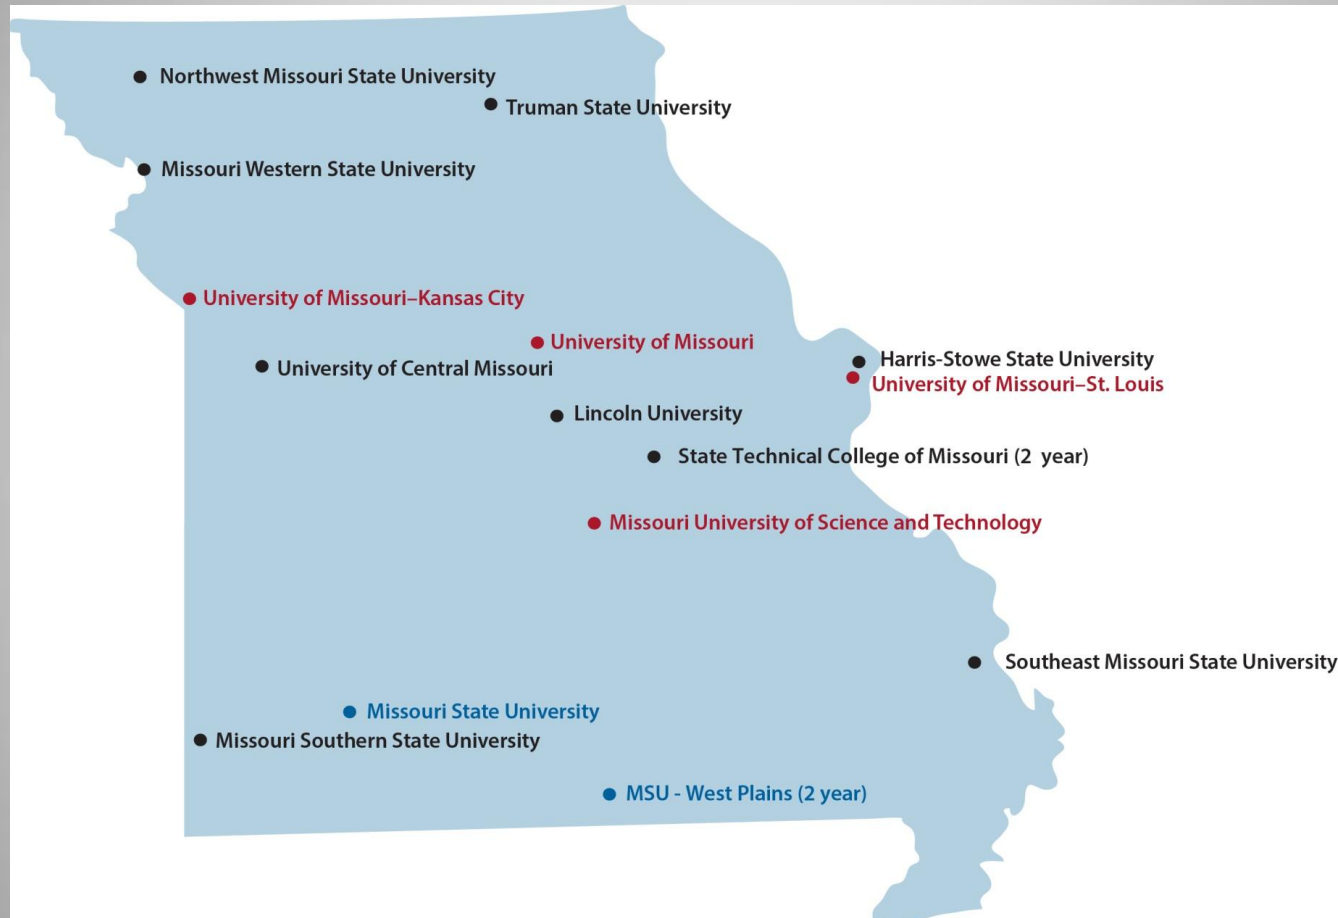 Northwest Missouri State University
Truman State University
Missouri Western State University
University of Missouri–Kansas City
University of Missouri
Harris-Stowe State University
University of Central Missouri
University of Missouri–St. Louis
Lincoln University
State Technical College of Missouri (2  year)
Missouri University of Science and Technology
Southeast Missouri State University
Missouri State University
Missouri Southern State University
MSU - West Plains (2 year)